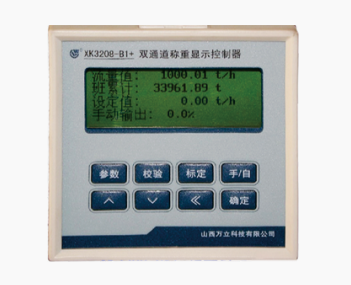 XK3208-B1+ 双通道称重显示控制器
流量值: 1000.01 t/h
班累计: 33961.89 t
设定值: 0.00 t/h
手动输出: 0.0%
参数 校验 标定 手/自
确定
山西万立科技有限公司